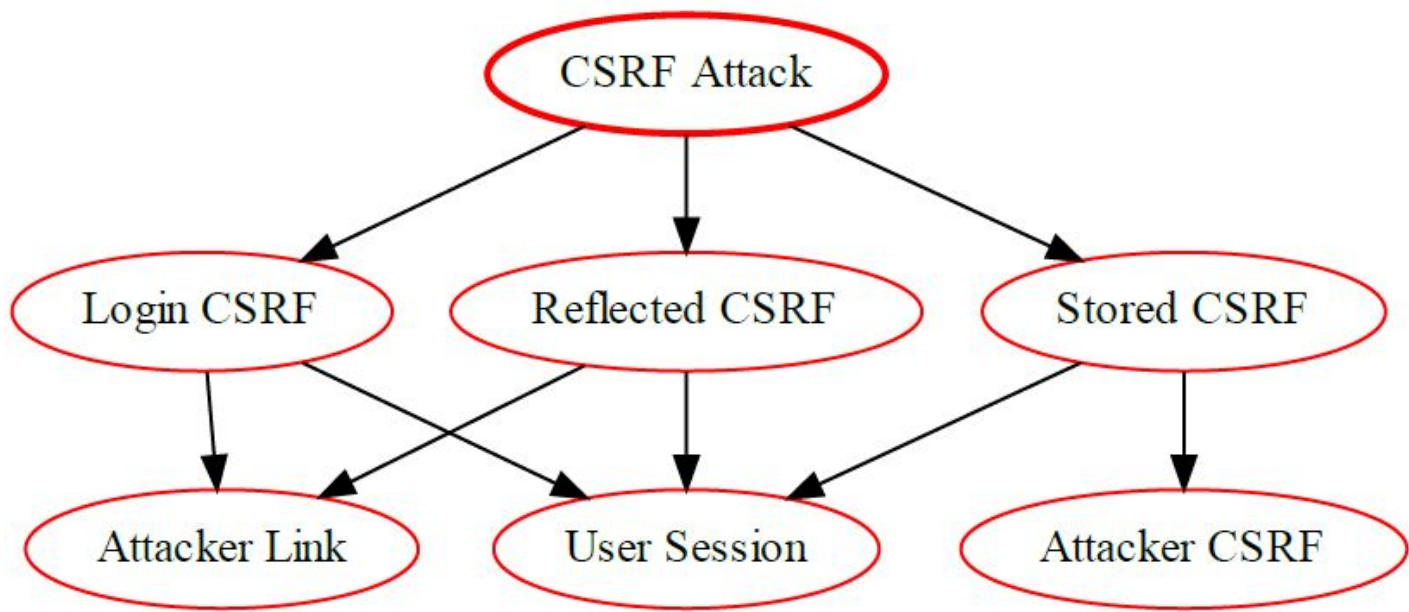 CSRF Attack
Login CSRF
Reflected CSRF
Stored CSRF
Attacker Link
User Session
Attacker CSRF